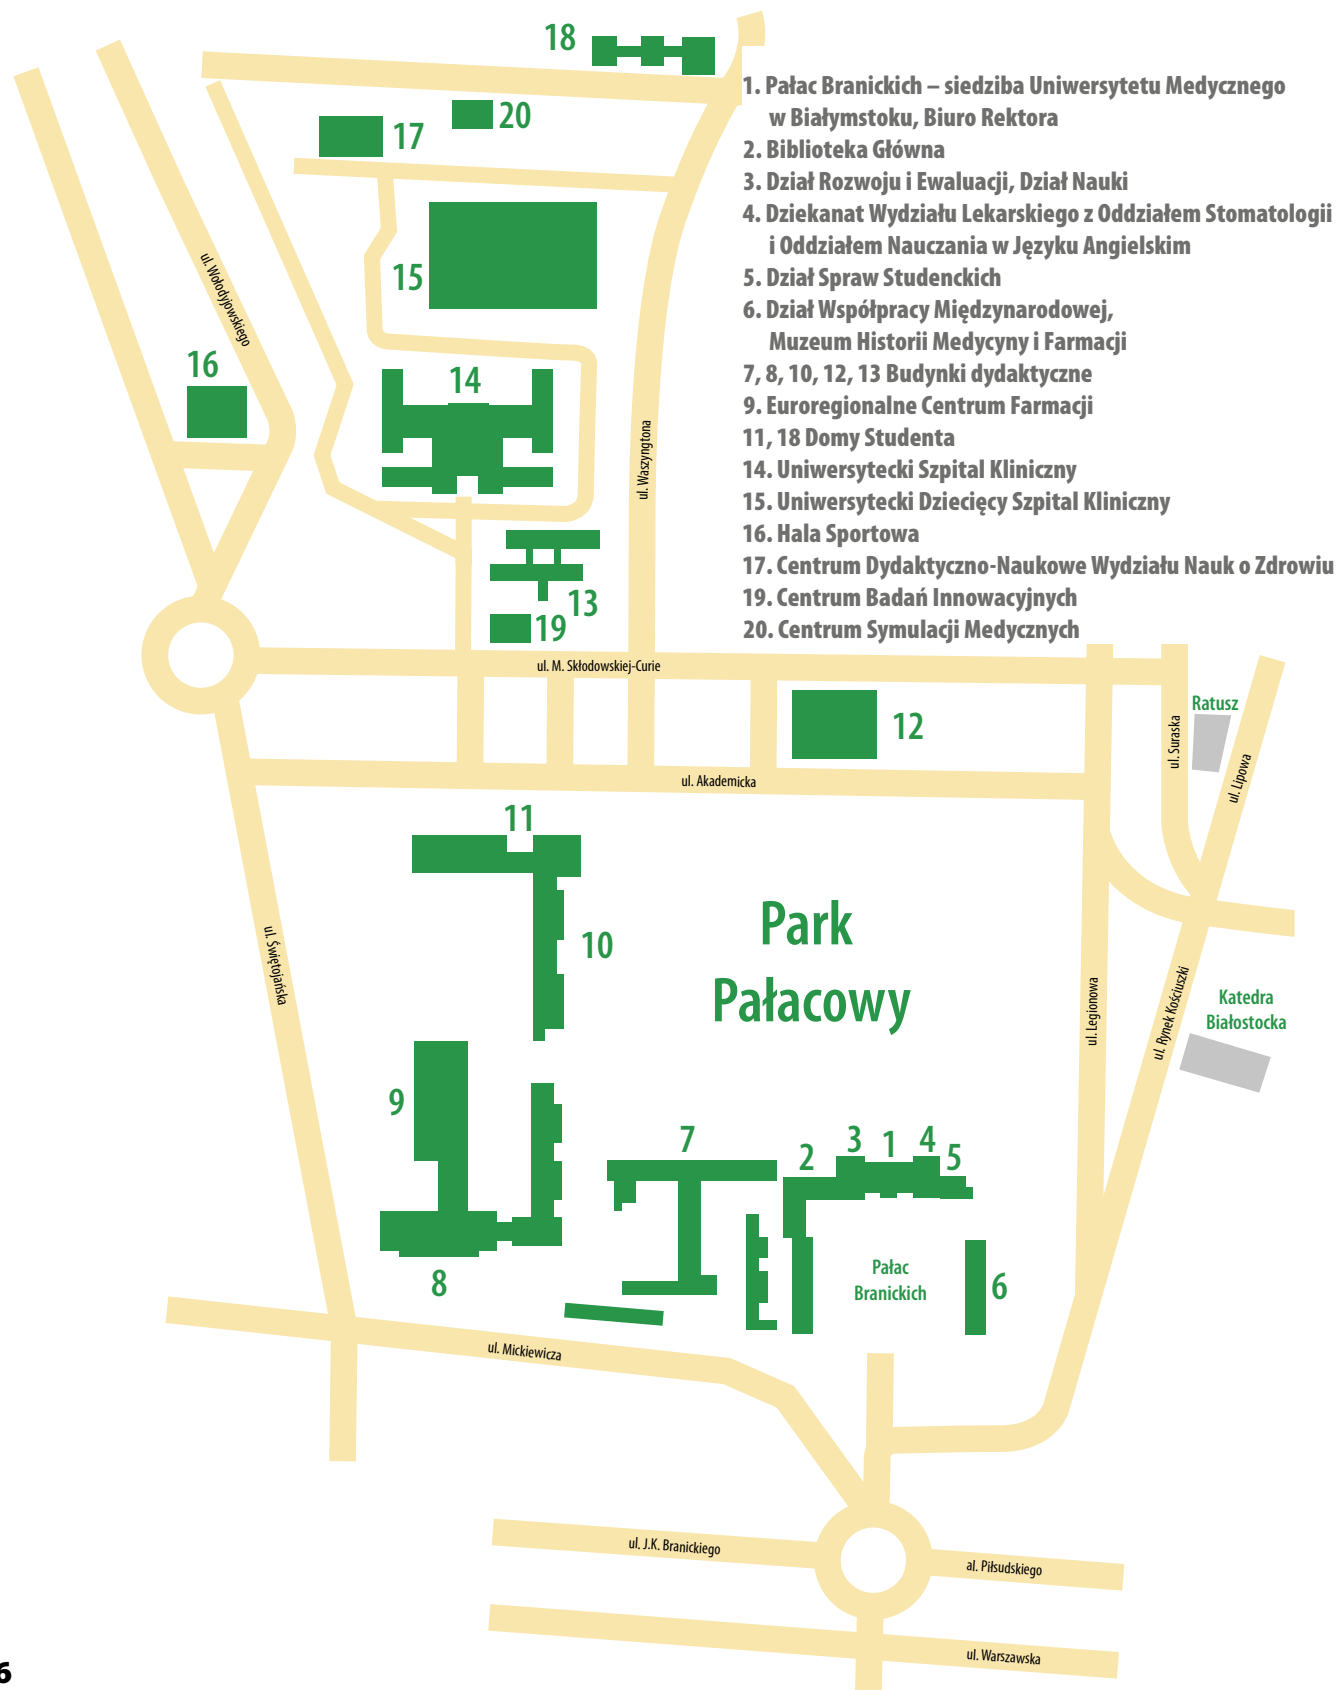 18
1. Pałac Branickich – siedziba Uniwersytetu Medycznego
w Białymstoku, Biuro Rektora
2. Biblioteka Główna
3. Dział Rozwoju i Ewaluacji, Dział Nauki
4. Dziekanat Wydziału Lekarskiego z Oddziałem Stomatologii
i Oddziałem Nauczania w Języku Angielskim
5. Dział Spraw Studenckich
6. Dział Współpracy Międzynarodowej,
Muzeum Historii Medycyny i Farmacji
7, 8, 10, 12, 13 Budynki dydaktyczne
9. Euroregionalne Centrum Farmacji
11, 18 Domy Studenta
14. Uniwersytecki Szpital Kliniczny
15. Uniwersytecki Dziecięcy Szpital Kliniczny
16. Hala Sportowa
17. Centrum Dydaktyczno-Naukowe Wydziału Nauk o Zdrowiu
19. Centrum Badań Innowacyjnych
20. Centrum Symulacji Medycznych
20
17
15
ul. Wołodyjowskiego
16
14
ul. Waszyngtona
13
19
ul. M. Skłodowskiej-Curie
Ratusz
12
ul. Suraska
ul. Lipowa
ul. Akademicka
11
Park
Pałacowy
10
ul. Świętojańska
ul. Legionowa
ul. Rynek Kościuszki
Katedra
Białostocka
9
7
2
3
1
4
5
8
Pałac
Branickich
6
ul. Mickiewicza
ul. J.K. Branickiego
al. Piłsudskiego
ul. Warszawska
6